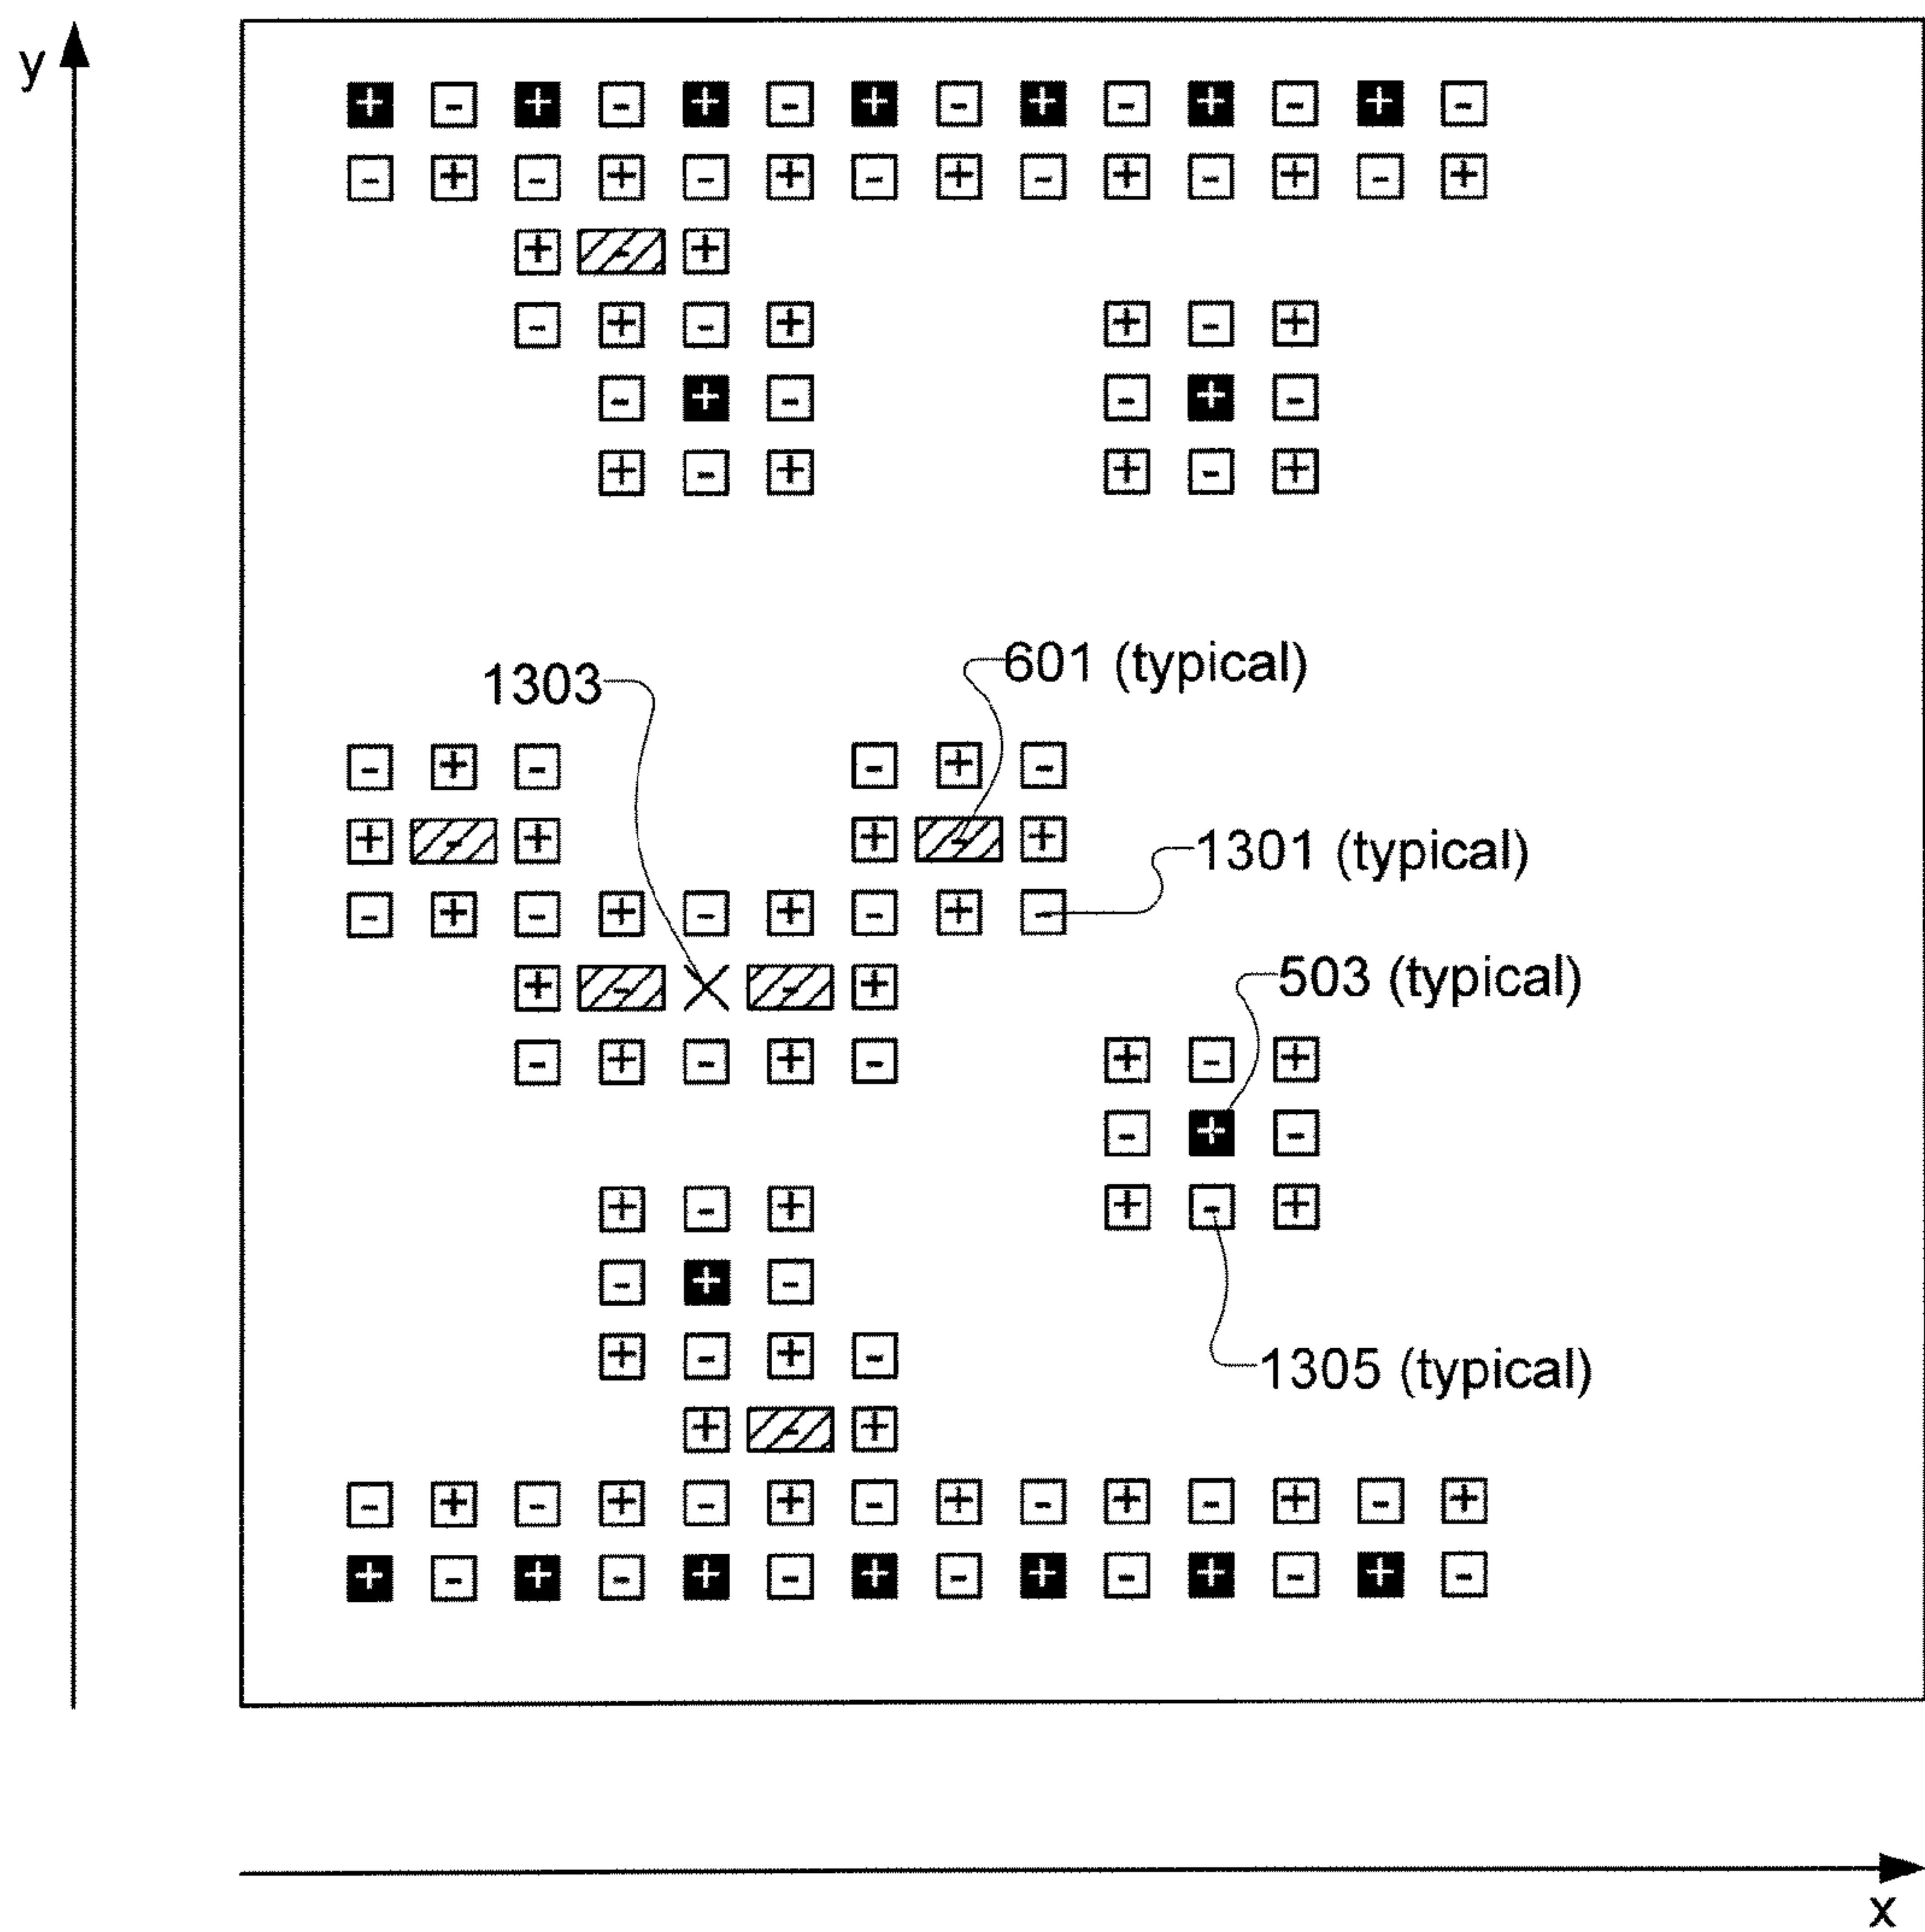 y
+ - + - + - + - + - + - + -
- + - + - + - + - + - + - +
+ - +
- + - + + - +
- + - - + -
+ - + + - +
601 (typical)
1303
- + - - + -
+ - + + - +
1301 (typical)
- + - + - + - + -
503 (typical)
+ - - +
- + - + - + - +
- + -
+ - + + - +
- + -
+ - + -
1305 (typical)
+ - +
- + - + - + - + - + - + - +
+ - + - + - + - + - + - + -
x